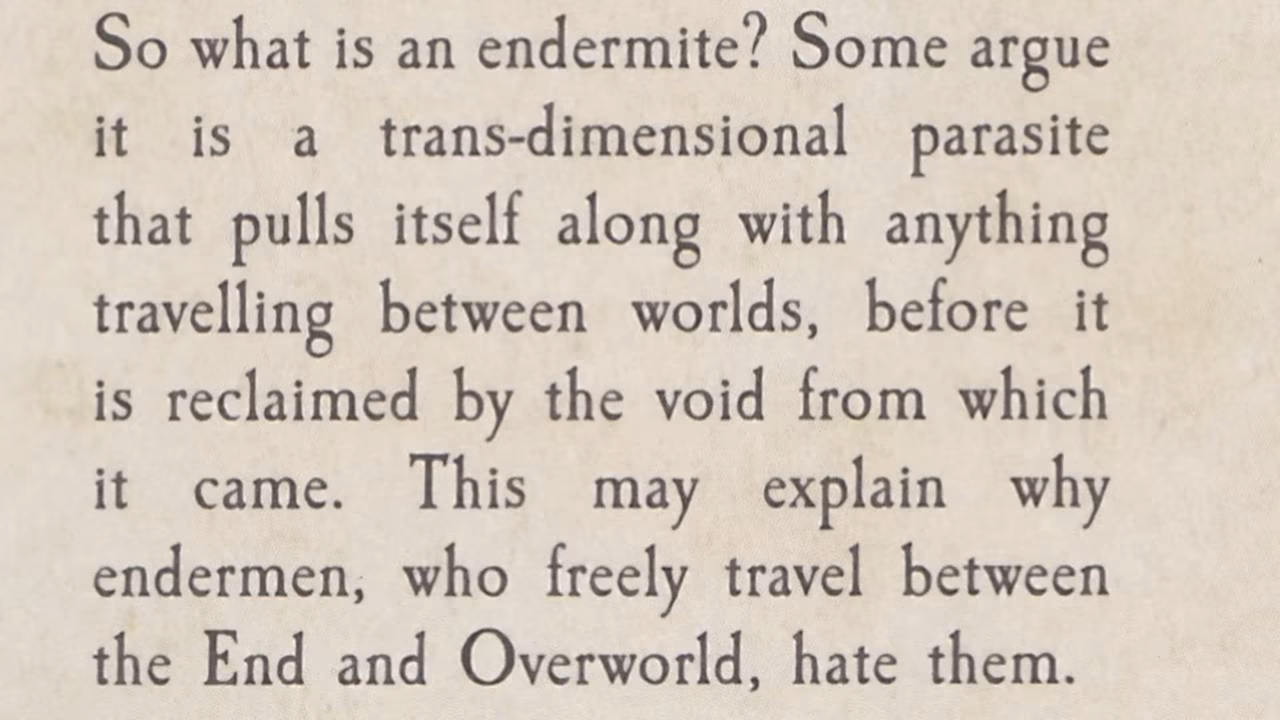 So what is an endermite? Some argue
it is a trans-dimensional parasite
that pulls itself along with anything
travelling between worlds, before it
is reclaimed by the void from which
it came. This may explain why
endermen, who freely travel between
the End and Overworld, hate them.